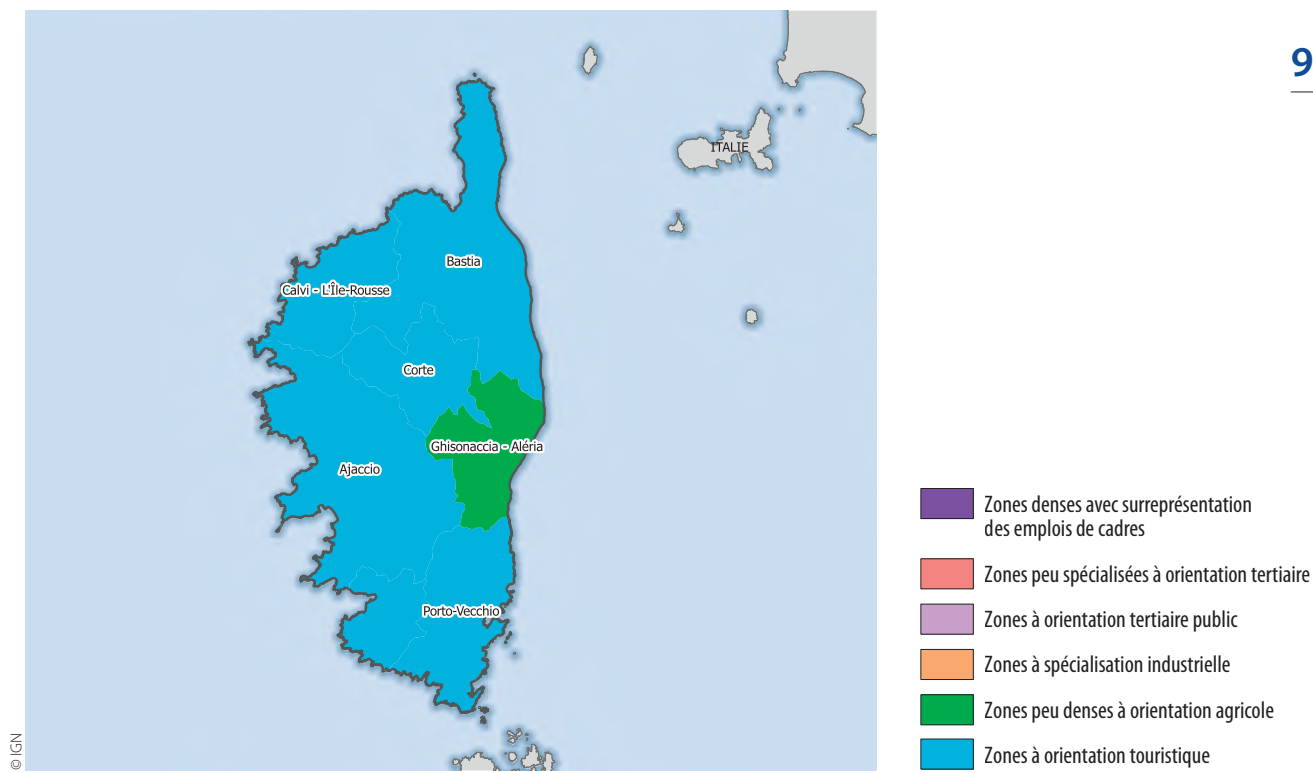 9
ITALIE
Bastia
Calvi - L'Île-Rousse
Corte
Ghisonaccia - Aléria
Ajaccio
Porto-Vecchio
Zones denses avec surreprésentation
des emplois de cadres
Zones peu spécialisées à orientation tertiaire
Zones à orientation tertiaire public
Zones à spécialisation industrielle
Zones peu denses à orientation agricole
Zones à orientation touristique
© IGN